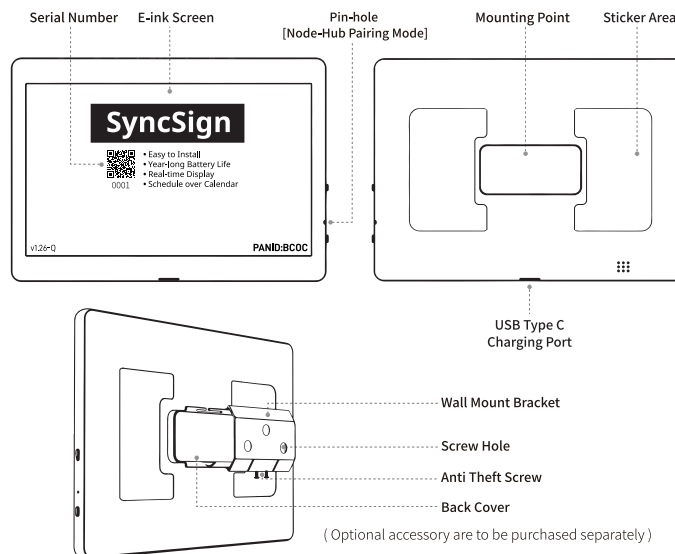 Serial Number
E-ink Screen
Pin-hole
[Node-Hub Pairing Mode]
Mounting Point
Sticker Area
SyncSign
• Easy to Install
• Year-long Battery Life
• Real-time Display
• Schedule over Calendar
0001
v1.26-Q
PANID:BCOC
USB Type C
Charging Port
Wall Mount Bracket
Screw Hole
Anti Theft Screw
Back Cover
( Optional accessory are to be purchased separately )